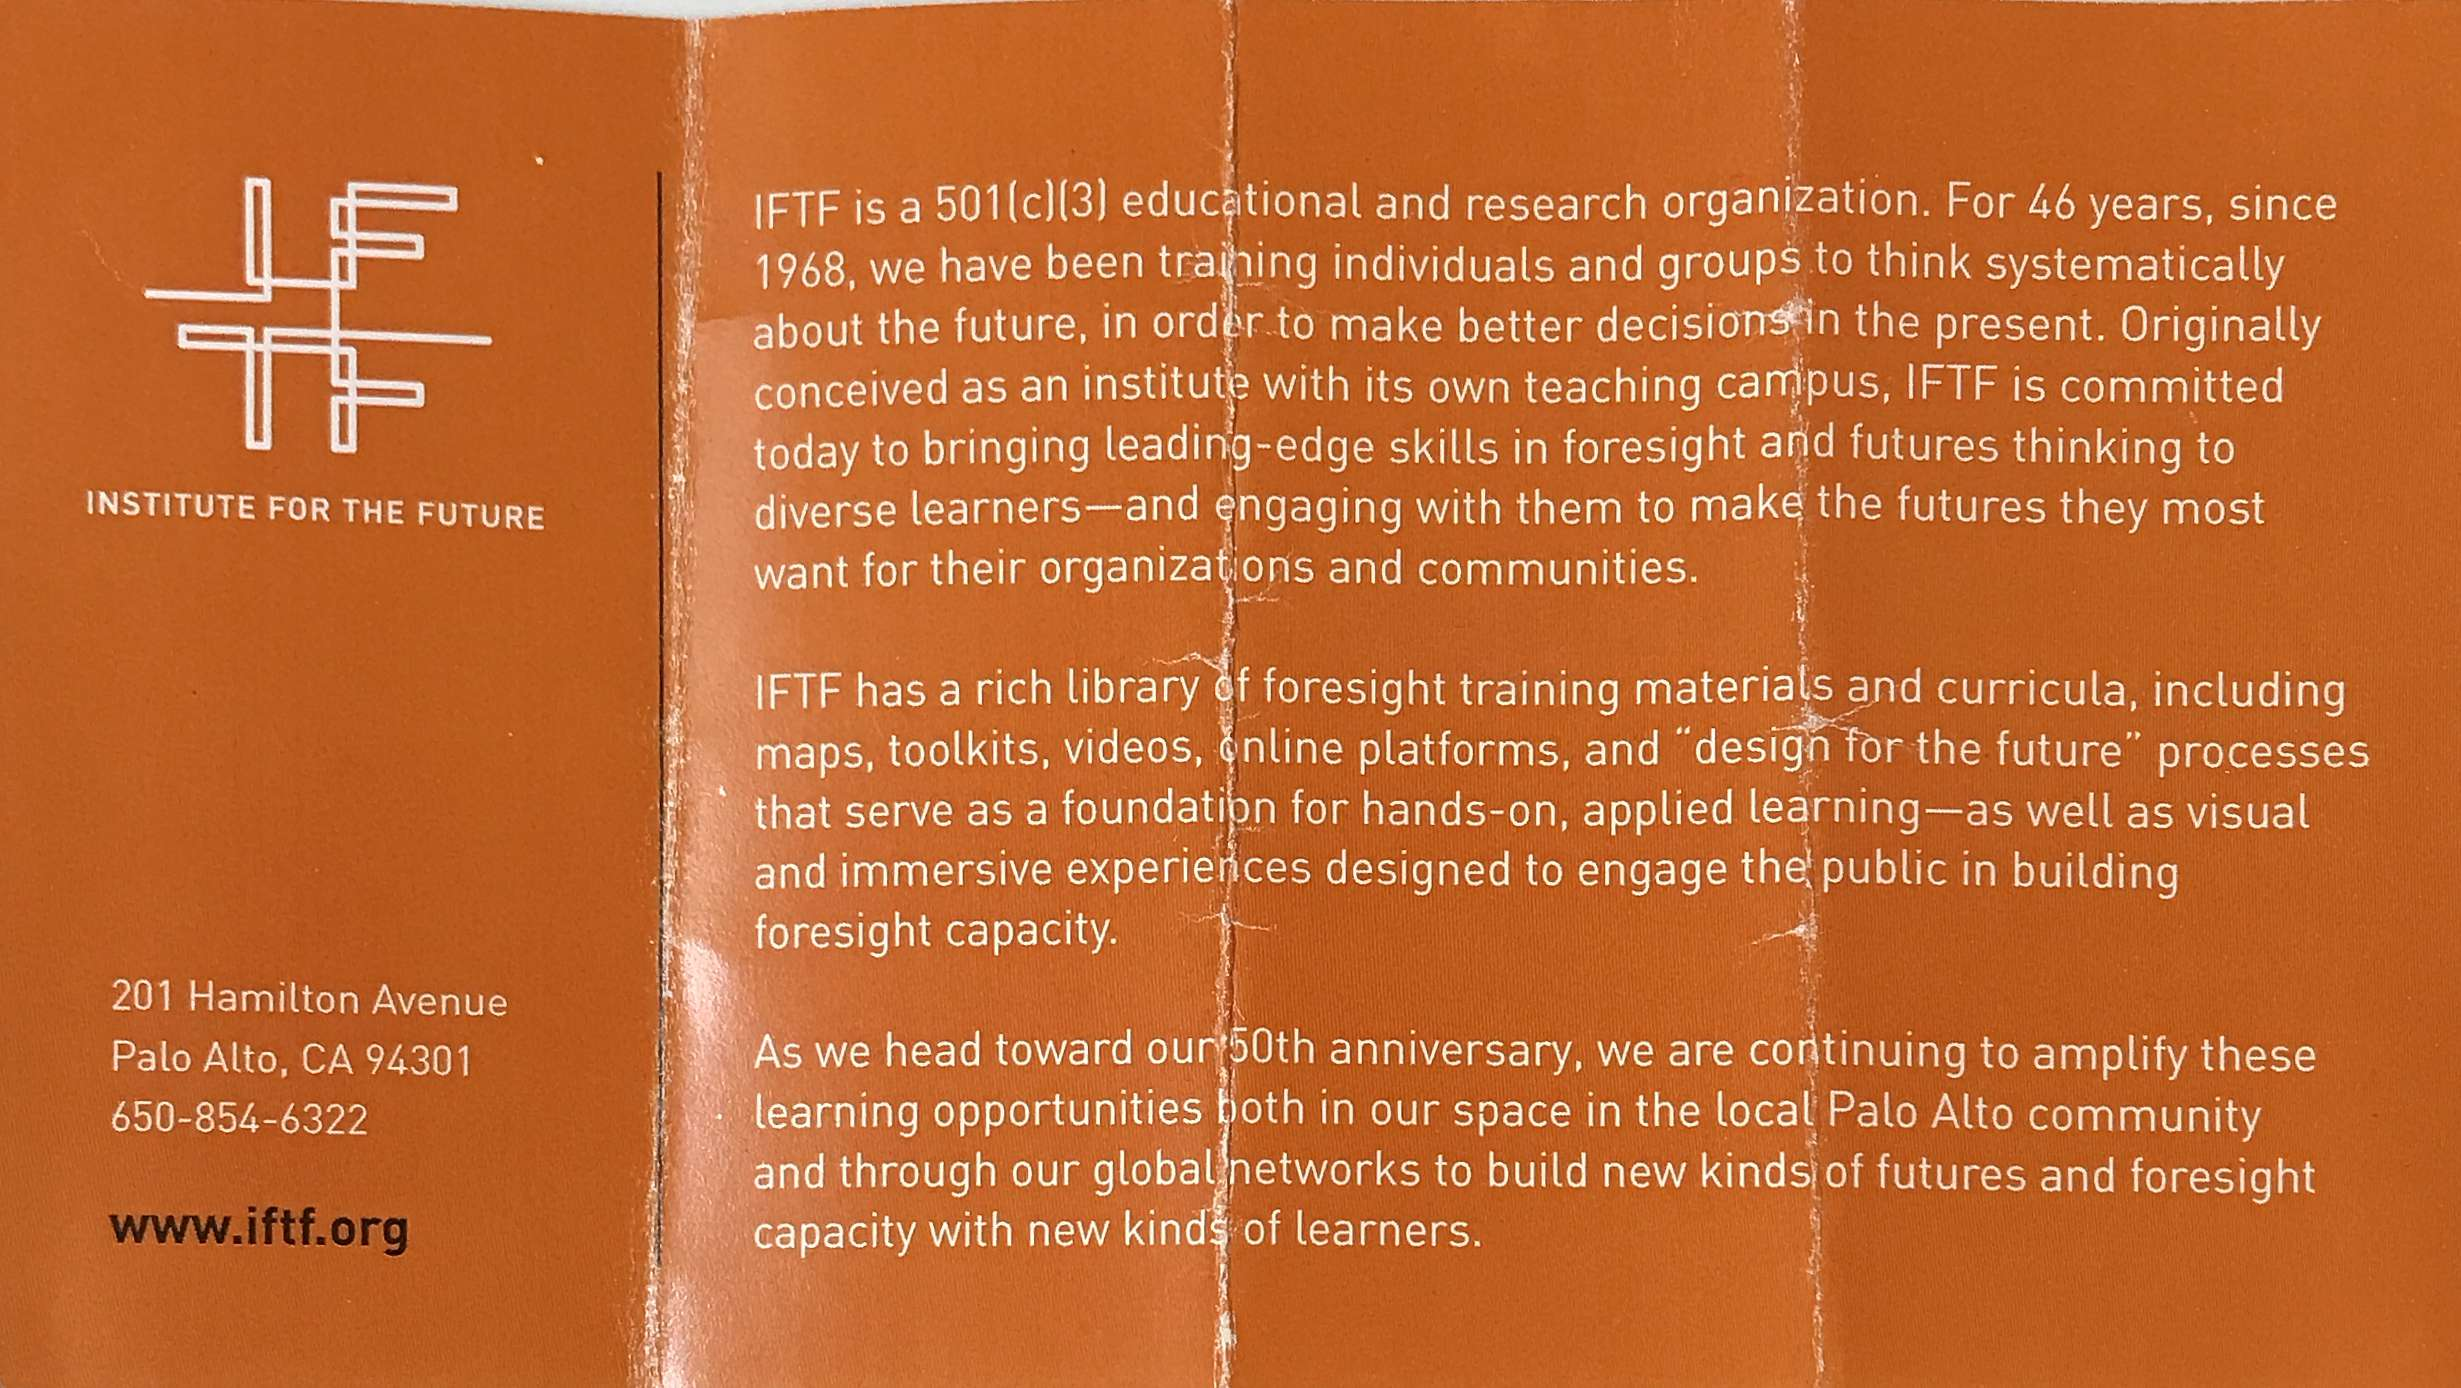 IFTF
INSTITUTE FOR THE FUTURE
201 Hamilton Avenue
Palo Alto, CA 94301
650-854-6322
www.iftf.org
IFTF is a 501(c)(3) educational and research organization. For 46 years, since
1968, we have been training individuals and groups to think systematically
about the future, in order to make better decisions in the present. Originally
conceived as an institute with its own teaching campus, IFTF is committed
today to bringing leading-edge skills in foresight and futures thinking to
diverse learners—and engaging with them to make the futures they most
want for their organizations and communities.
IFTF has a rich library of foresight training materials and curricula, including
maps, toolkits, videos, online platforms, and “design for the future” processes
that serve as a foundation for hands-on, applied learning—as well as visual
and immersive experiences designed to engage the public in building
foresight capacity.
As we head toward our 50th anniversary, we are continuing to amplify these
learning opportunities both in our space in the local Palo Alto community
and through our global networks to build new kinds of futures and foresight
capacity with new kinds of learners.